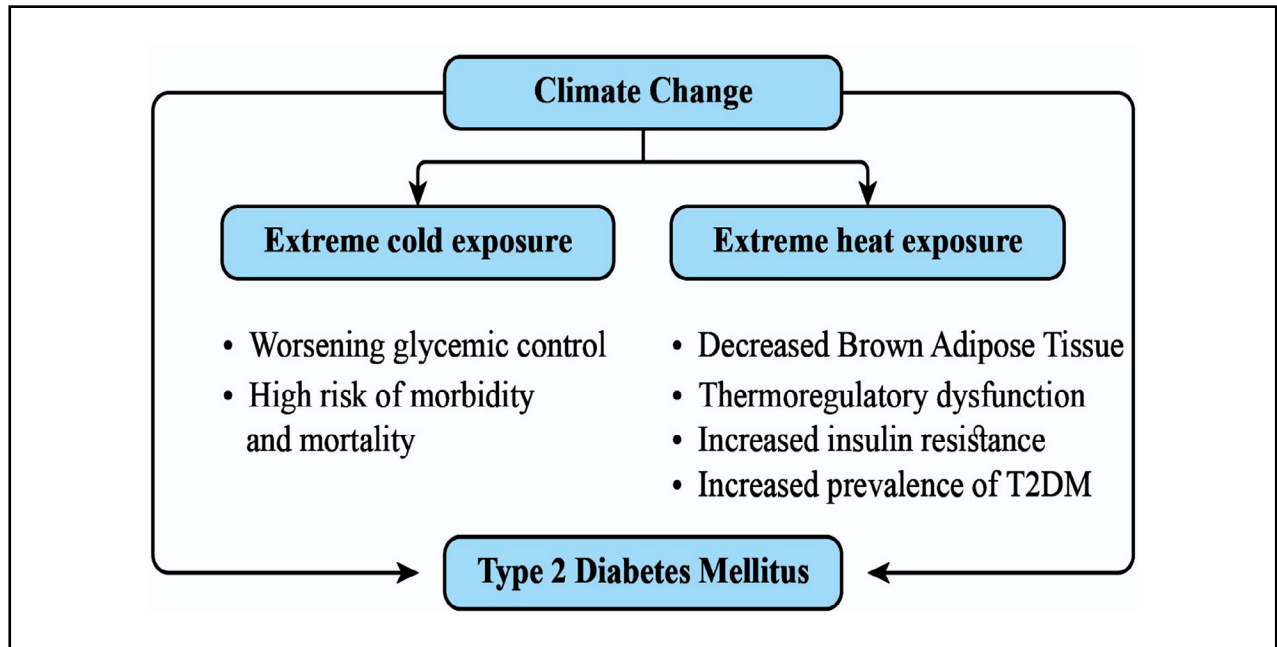 Climate Change
Extreme cold exposure
• Worsening glycemic control
• High risk of morbidity
and mortality
Extreme heat exposure
• Decreased Brown Adipose Tissue
• Thermoregulatory dysfunction
• Increased insulin resistance
• Increased prevalence of T2DM
Type 2 Diabetes Mellitus